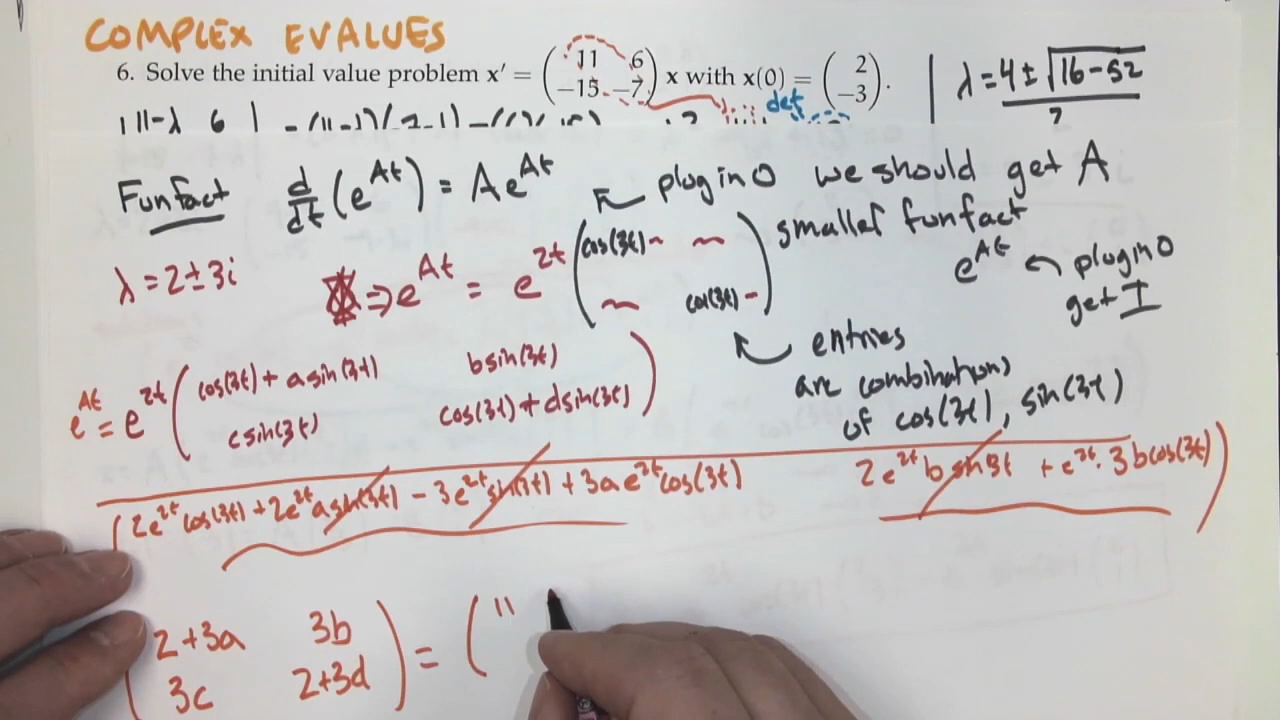 COMPLEX EVALUES
6. Solve the initial value problem x′ = ( 11 6 −15 −7 ) x with x(0) = ( 2 −3 ).
λ = 4 ± √16−52 / 2
det
11−λ 6
Fun fact d/dt (e^At) = Ae^At
plug in 0 we should get A
smaller fun fact
e^At plug in 0
get I
λ = 2 ± 3i
⇒ e^At = e^2t ( cos(3t)~ ~ ~ cos(3t)~ )
entries
are combinations
of cos(3t), sin(3t)
e^At = e^2t ( cos(3t) + a sin(3t) b sin(3t)
c sin(3t) cos(3t) + d sin(3t) )
( 2e^2t cos(3t) + 2e^2t a sin(3t) − 3e^2t sin(3t) + 3a e^2t cos(3t) 2e^2t b sin 3t + e^2t · 3b cos(3t) )
( 2+3a 3b
3c 2+3d ) = ( 11